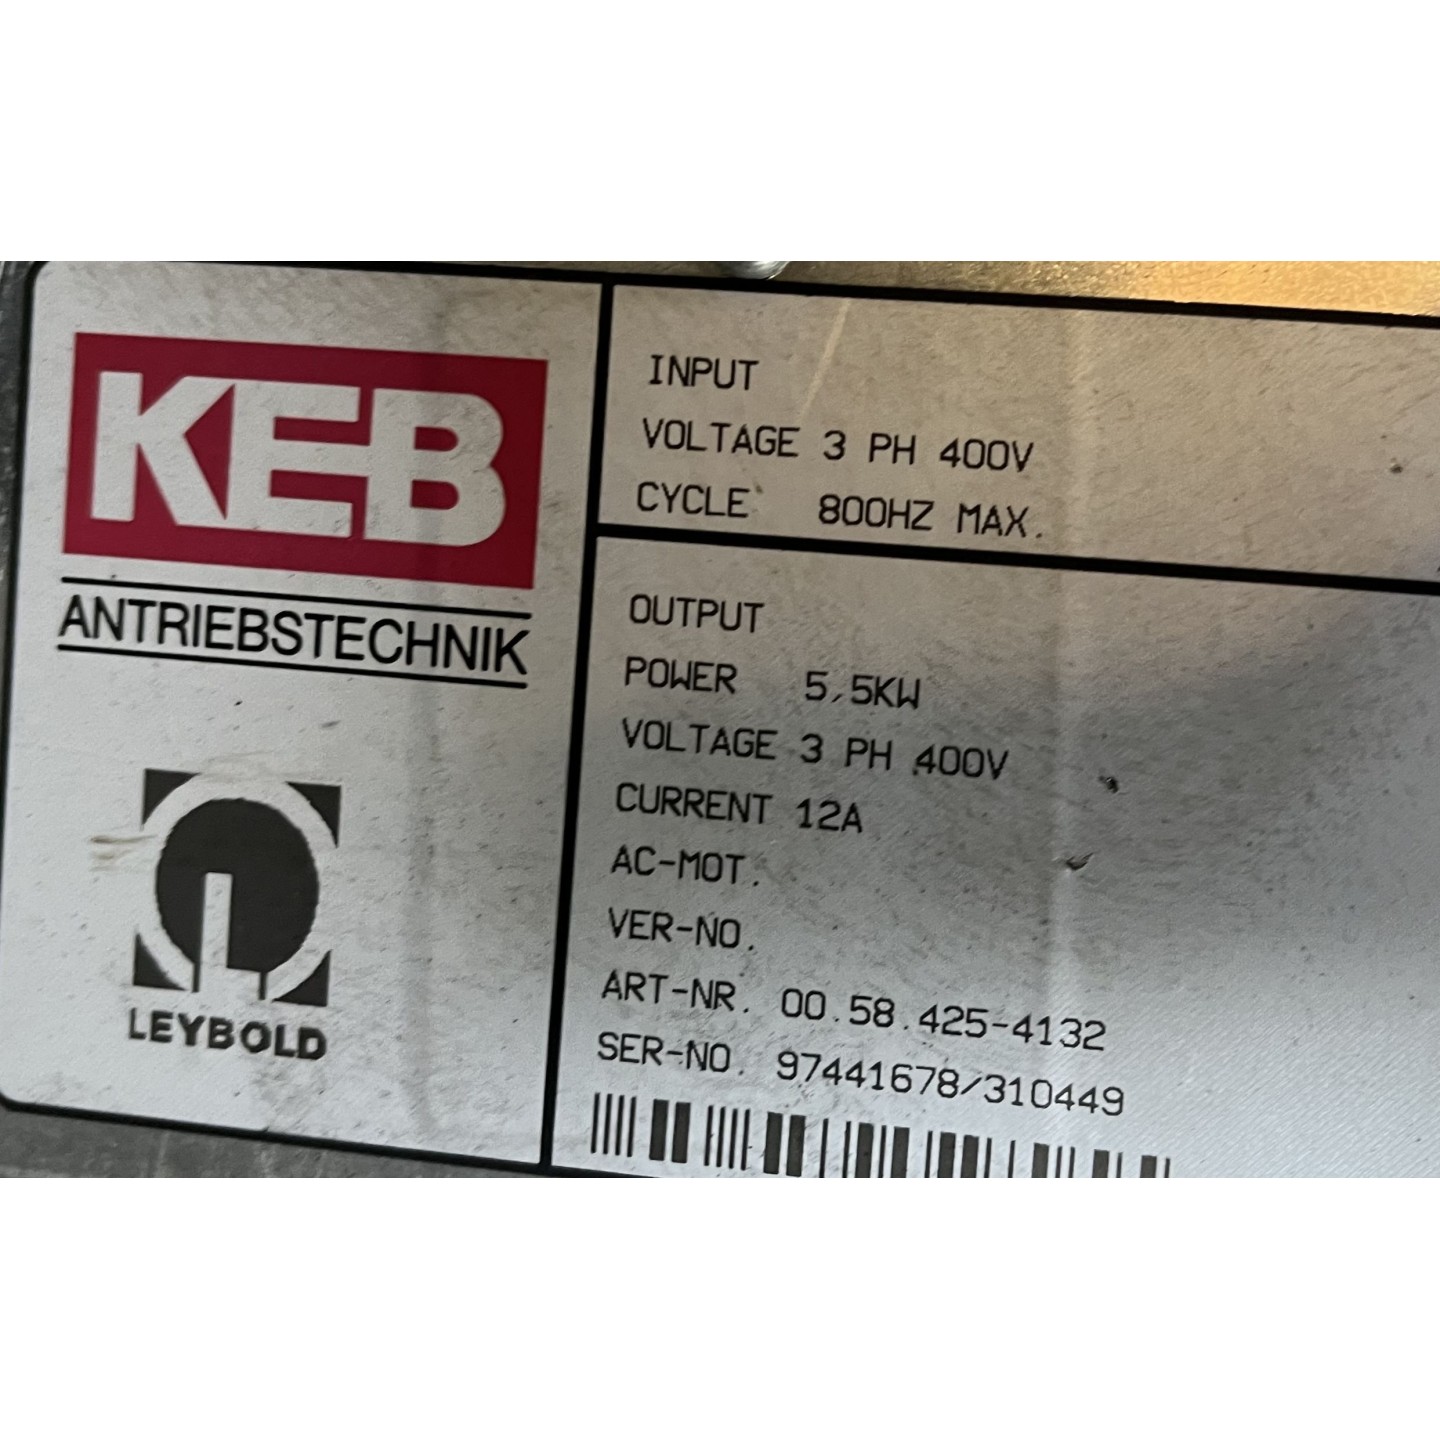 KEB
ANTRIEBSTECHNIK
LEYBOLD
INPUT
VOLTAGE 3 PH 400V
CYCLE 800HZ MAX.
OUTPUT
POWER 5,5KW
VOLTAGE 3 PH 400V
CURRENT 12A
AC-MOT.
VER-NO.
ART-NR. 00.58.425-4132
SER-NO. 97441678/310449